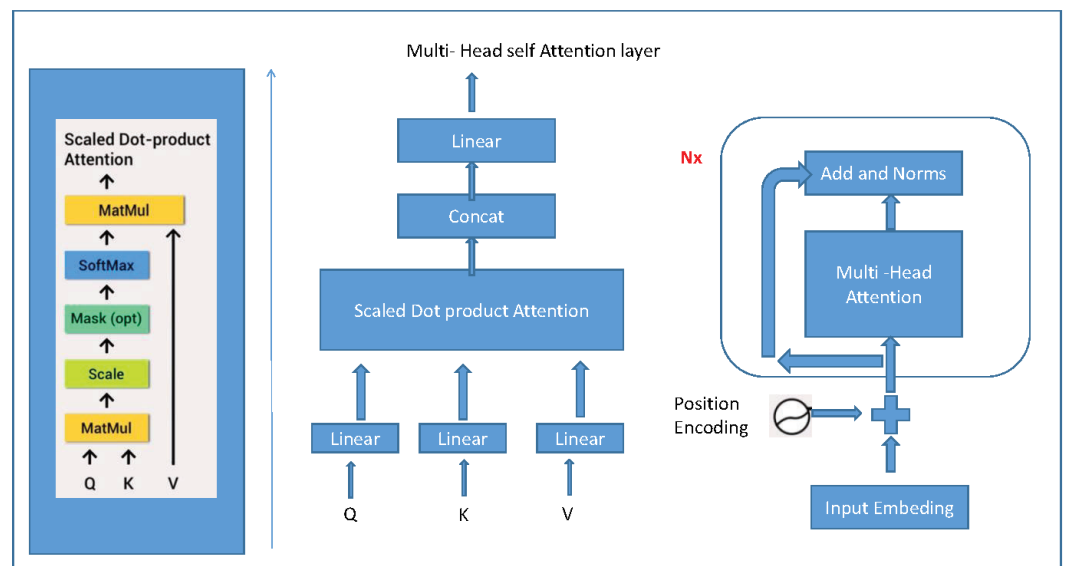 Scaled Dot-product
Attention
MatMul
SoftMax
Mask (opt)
Scale
MatMul
Q K V
Multi- Head self Attention layer
Linear
Concat
Scaled Dot product Attention
Linear Linear Linear
Q K V
Nx
Add and Norms
Multi -Head
Attention
Position
Encoding
Input Embeding